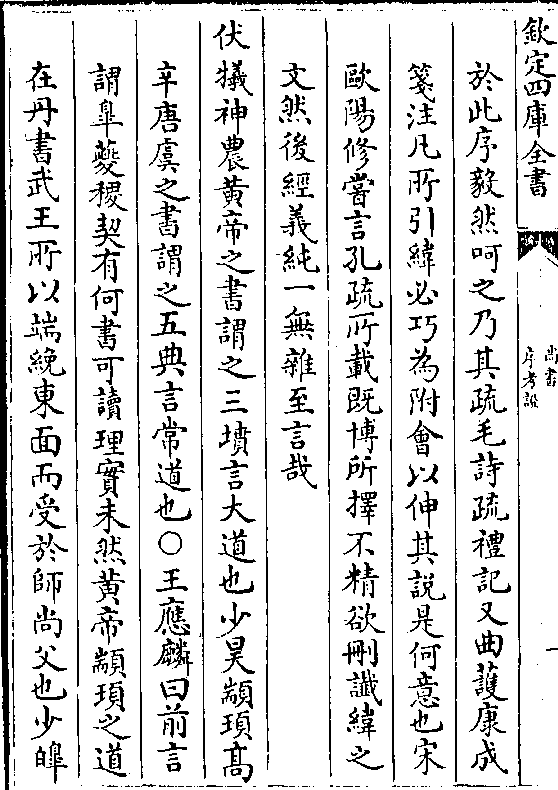 欽定四庫全書
尚書
序考證
於此序毅然呵之乃其疏毛詩疏禮記又曲護康成
箋注凡所引緯必巧為附會以伸其說是何意也宋
歐陽修嘗言孔疏所載既博所擇不精欲刪讖緯之
文然後經義純一無雜至言哉
伏犧神農黃帝之書謂之三墳言大道也少昊顓頊高
辛唐虞之書謂之五典言常道也○王應麟曰前言
謂皐夔稷契有何書可讀理實未然黃帝顓頊之道
在丹書武王所以端絻東面而受於師尚父也少皥